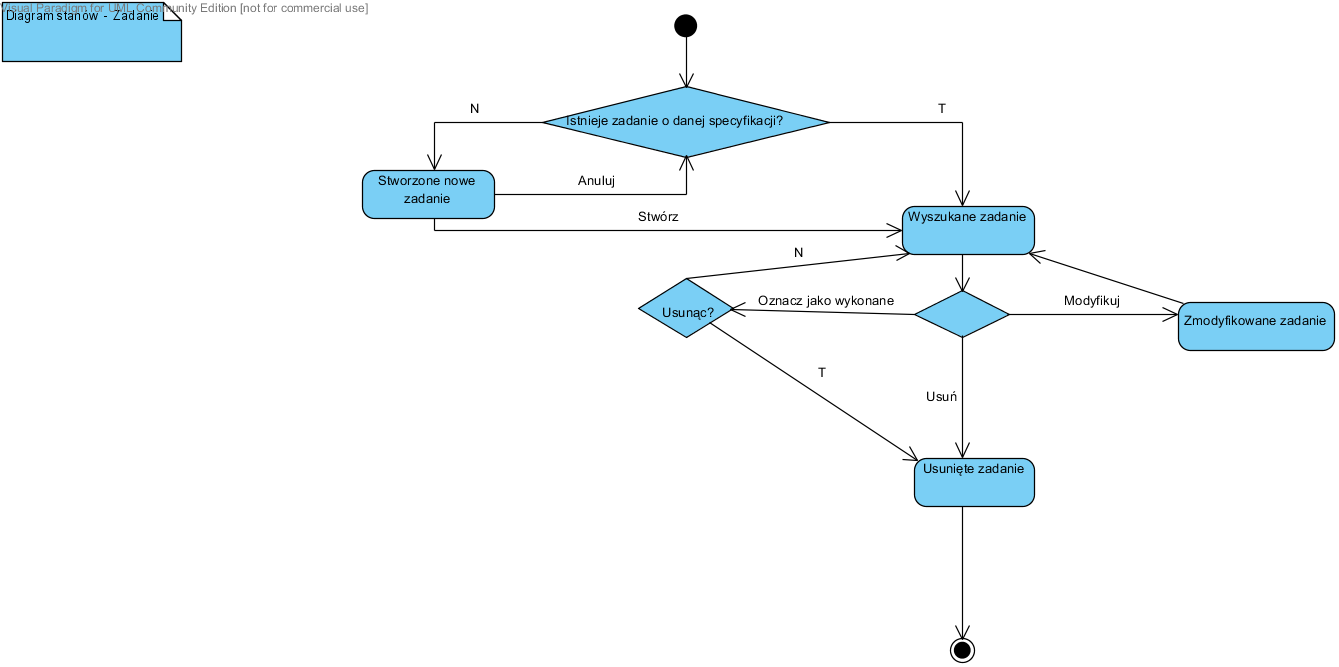 Visual Paradigm for UML Community Edition [not for commercial use]
Diagram stanów - Zadanie
Istnieje zadanie o danej specyfikacji?
N
T
Stworzone nowe
zadanie
Anuluj
Stwórz
Wyszukane zadanie
N
Usunąc?
Oznacz jako wykonane
Modyfikuj
Zmodyfikowane zadanie
T
Usuń
Usunięte zadanie